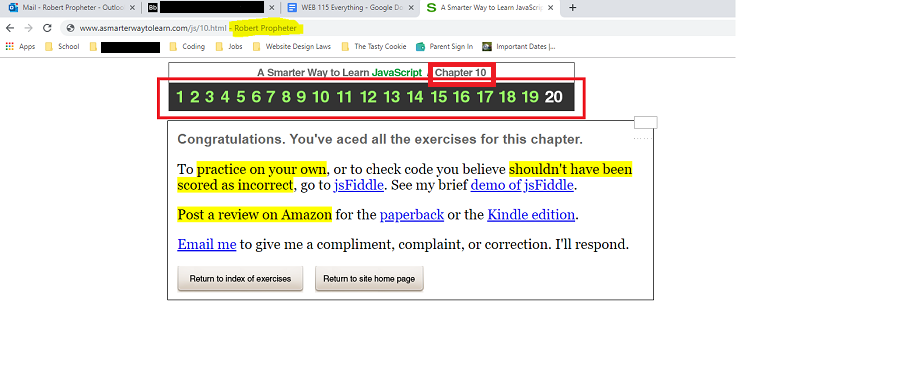 Mail - Robert Propheter - Outloo
Bb
WEB 115 Everything - Google Do
A Smarter Way to Learn JavaScrip
www.asmarterwaytolearn.com/js/10.html - Robert Propheter
Apps School Coding Jobs Website Design Laws The Tasty Cookie Parent Sign In Important Dates |...
A Smarter Way to Learn JavaScript Chapter 10
1 2 3 4 5 6 7 8 9 10 11 12 13 14 15 16 17 18 19 20
Congratulations. You've aced all the exercises for this chapter.
To practice on your own, or to check code you believe shouldn't have been
scored as incorrect, go to jsFiddle. See my brief demo of jsFiddle.
Post a review on Amazon for the paperback or the Kindle edition.
Email me to give me a compliment, complaint, or correction. I'll respond.
Return to index of exercises Return to site home page